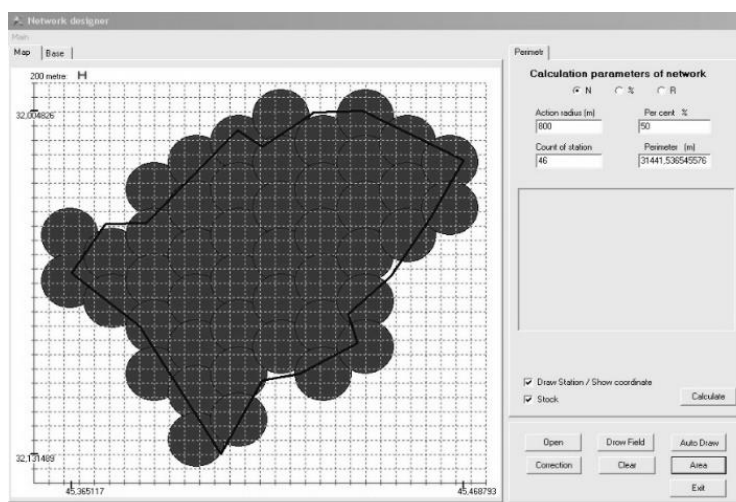 Network designer
Main
Map Base
200 metre
32,004826
32,131489
45,365117 45,468793
Perimetr
Calculation parameters of network
N % R
Action radius (m) Per cent %
800 50
Count of station Perimeter (m)
46 31441,536545576
Draw Station / Show coordinate
Stock
Calculate
Open Drow Field Auto Draw
Correction Clear Area
Exit